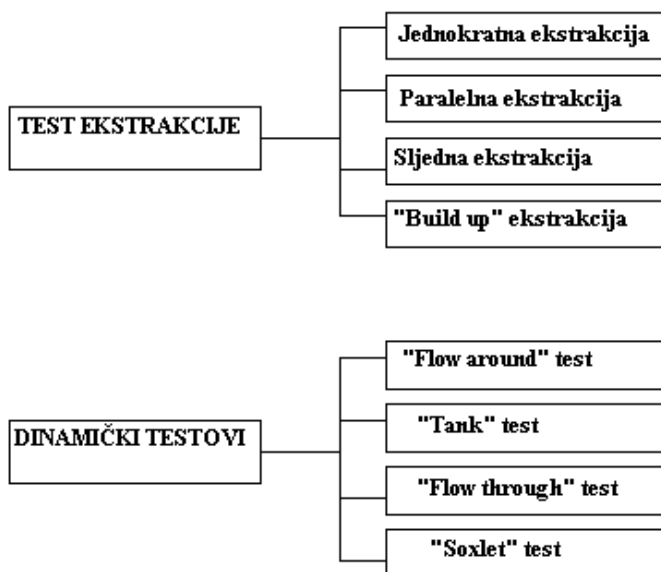 TEST EKSTRAKCIJE
Jednokratna ekstrakcija
Paralelna ekstrakcija
Sljedna ekstrakcija
"Build up" ekstrakcija
DINAMIČKI TESTOVI
"Flow around" test
"Tank" test
"Flow through" test
"Soxlet" test